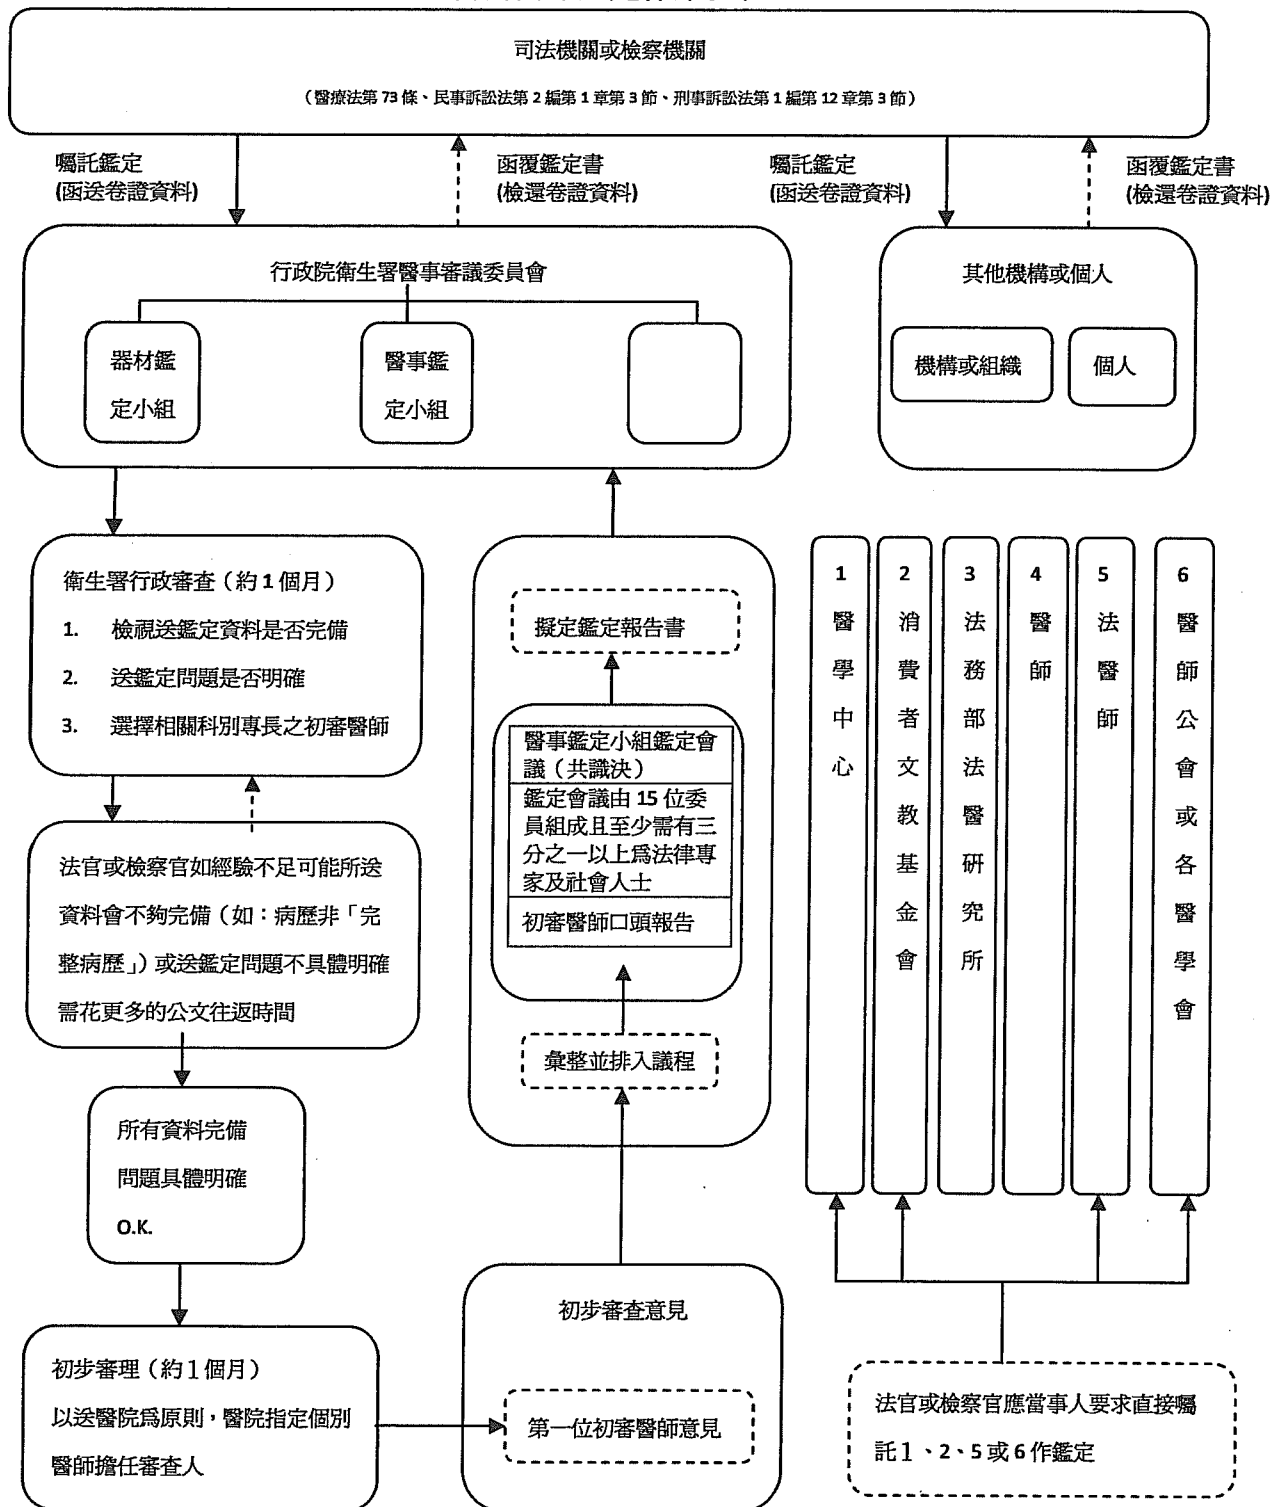 司法機關或檢察機關
（醫療法第 73 條、民事訴訟法第 2 編第 1 章第 3 節、刑事訴訟法第 1 編第 12 章第 3 節）
囑託鑑定
(函送卷證資料)
函覆鑑定書
(檢還卷證資料)
囑託鑑定
(函送卷證資料)
函覆鑑定書
(檢還卷證資料)
行政院衛生署醫事審議委員會
器材鑑
定小組
醫事鑑
定小組
其他機構或個人
機構或組織
個人
衛生署行政審查（約 1 個月）
1. 檢視送鑑定資料是否完備
2. 送鑑定問題是否明確
3. 選擇相關科別專長之初審醫師
法官或檢察官如經驗不足可能所送
資料會不夠完備（如：病歷非「完
整病歷」）或送鑑定問題不具體明確
需花更多的公文往返時間
所有資料完備
問題具體明確
O.K.
初步審理（約１個月）
以送醫院為原則，醫院指定個別
醫師擔任審查人
擬定鑑定報告書
醫事鑑定小組鑑定會
議（共識決）
鑑定會議由 15 位委
員組成且至少需有三
分之一以上為法律專
家及社會人士
初審醫師口頭報告
彙整並排入議程
初步審查意見
第一位初審醫師意見
1 醫學中心
2 消費者文教基金會
3 法務部法醫研究所
4 醫師
5 法醫師
6 醫師公會或各醫學會
法官或檢察官應當事人要求直接囑
託１、2、5 或 6 作鑑定